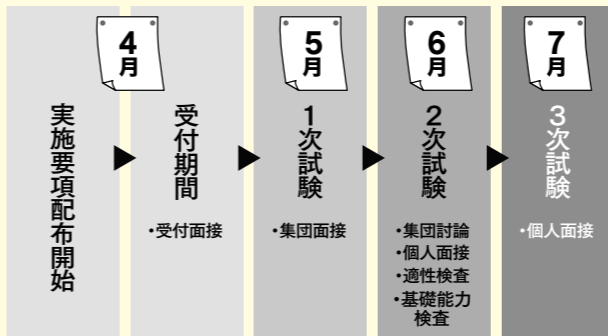 4月
実施要項配布開始
受付期間
・受付面接
5月
1次試験
・集団面接
6月
2次試験
・集団討論
・個人面接
・適性検査
・基礎能力
検査
7月
3次試験
・個人面接